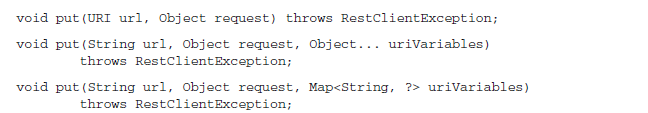 void put(URI url, Object request) throws RestClientException;
void put(String url, Object request, Object... uriVariables)
        throws RestClientException;
void put(String url, Object request, Map<String, ?> uriVariables)
        throws RestClientException;